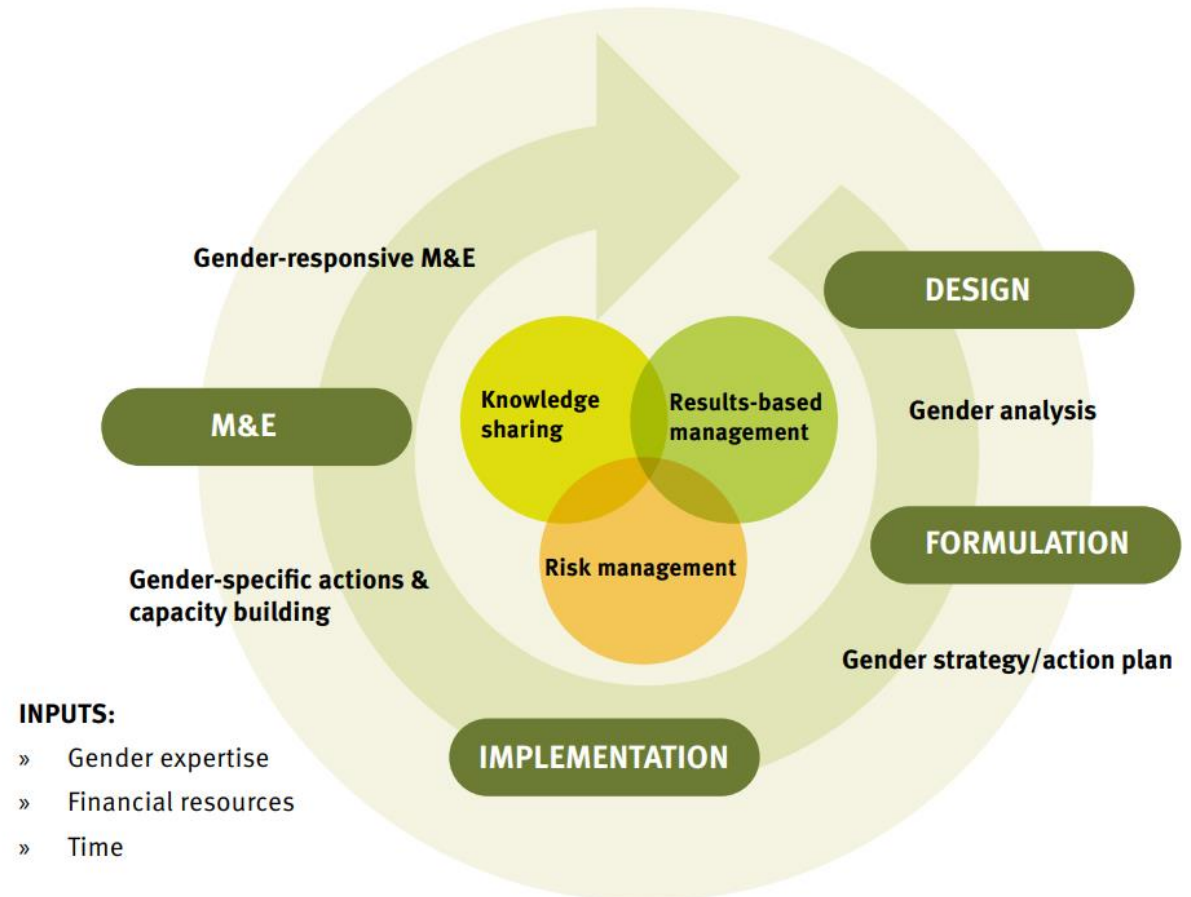 Gender-responsive M&E
DESIGN
M&E
Knowledge
sharing
Results-based
management
Gender analysis
FORMULATION
Risk management
Gender-specific actions &
capacity building
Gender strategy/action plan
IMPLEMENTATION
INPUTS:
» Gender expertise
» Financial resources
» Time